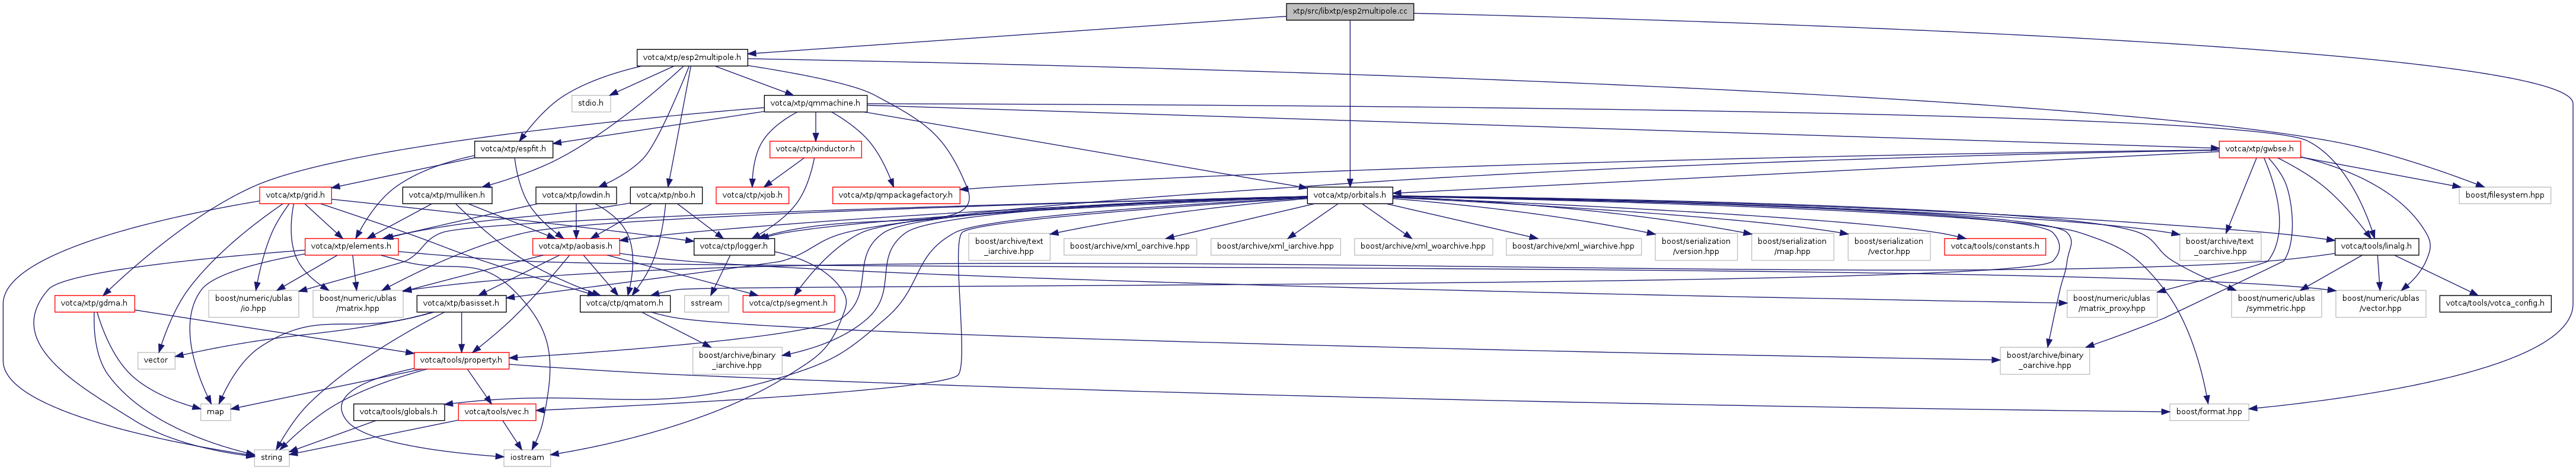 xtp/src/libxtp/esp2multipole.cc
votca/xtp/esp2multipole.h
stdio.h
votca/xtp/qmmachine.h
votca/xtp/espfit.h
votca/ctp/xinductor.h
votca/xtp/gwbse.h
votca/xtp/grid.h
votca/xtp/mulliken.h
votca/xtp/lowdin.h
votca/xtp/nbo.h
votca/ctp/xjob.h
votca/xtp/qmpackagefactory.h
votca/xtp/orbitals.h
boost/filesystem.hpp
votca/xtp/elements.h
votca/xtp/aobasis.h
votca/ctp/logger.h
boost/archive/text
_iarchive.hpp
boost/archive/xml_oarchive.hpp
boost/archive/xml_iarchive.hpp
boost/archive/xml_woarchive.hpp
boost/archive/xml_wiarchive.hpp
boost/serialization
/version.hpp
boost/serialization
/map.hpp
boost/serialization
/vector.hpp
votca/tools/constants.h
boost/archive/text
_oarchive.hpp
votca/tools/linalg.h
votca/xtp/gdma.h
boost/numeric/ublas
/io.hpp
boost/numeric/ublas
/matrix.hpp
votca/xtp/basisset.h
votca/ctp/qmatom.h
sstream
votca/ctp/segment.h
boost/numeric/ublas
/matrix_proxy.hpp
boost/numeric/ublas
/symmetric.hpp
boost/numeric/ublas
/vector.hpp
votca/tools/votca_config.h
vector
votca/tools/property.h
boost/archive/binary
_iarchive.hpp
boost/archive/binary
_oarchive.hpp
map
votca/tools/globals.h
votca/tools/vec.h
boost/format.hpp
string
iostream